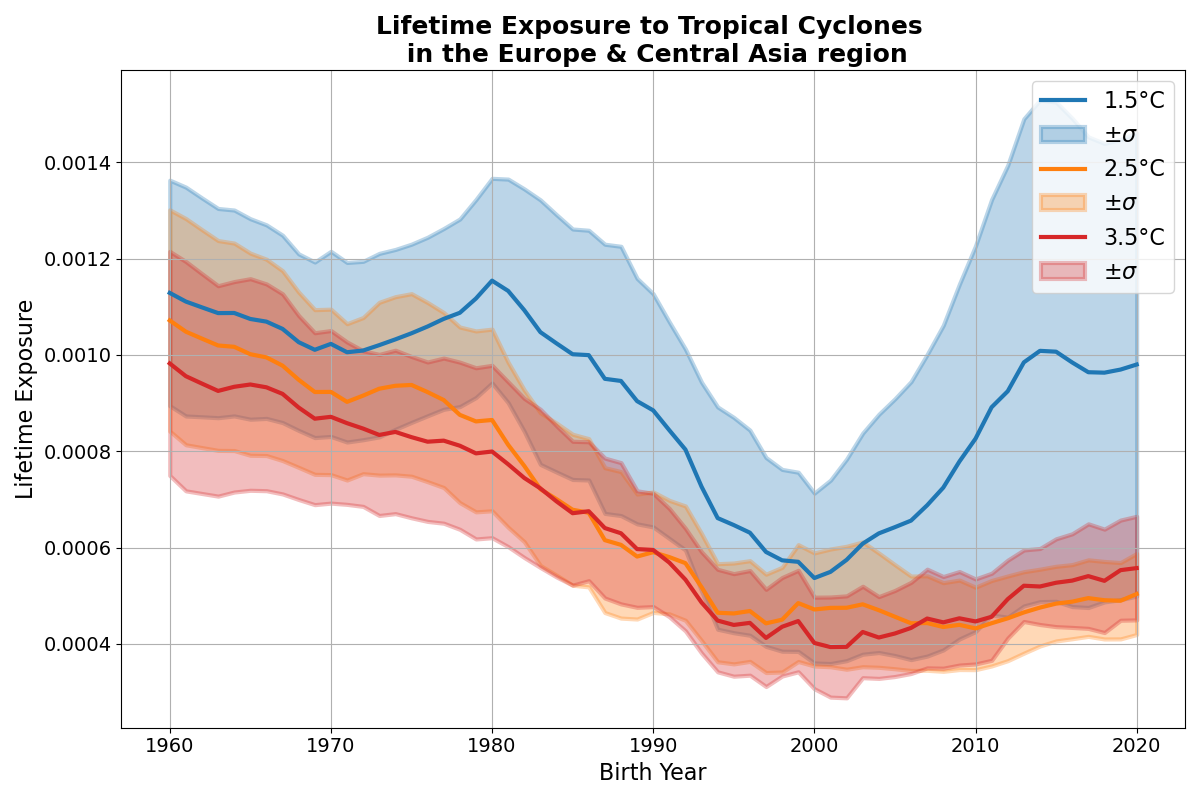 Lifetime Exposure to Tropical Cyclones
in the Europe & Central Asia region
1.5°C
±σ
2.5°C
±σ
3.5°C
±σ
0.0014
0.0012
0.0010
0.0008
0.0006
0.0004
Lifetime Exposure
1960 1970 1980 1990 2000 2010 2020
Birth Year